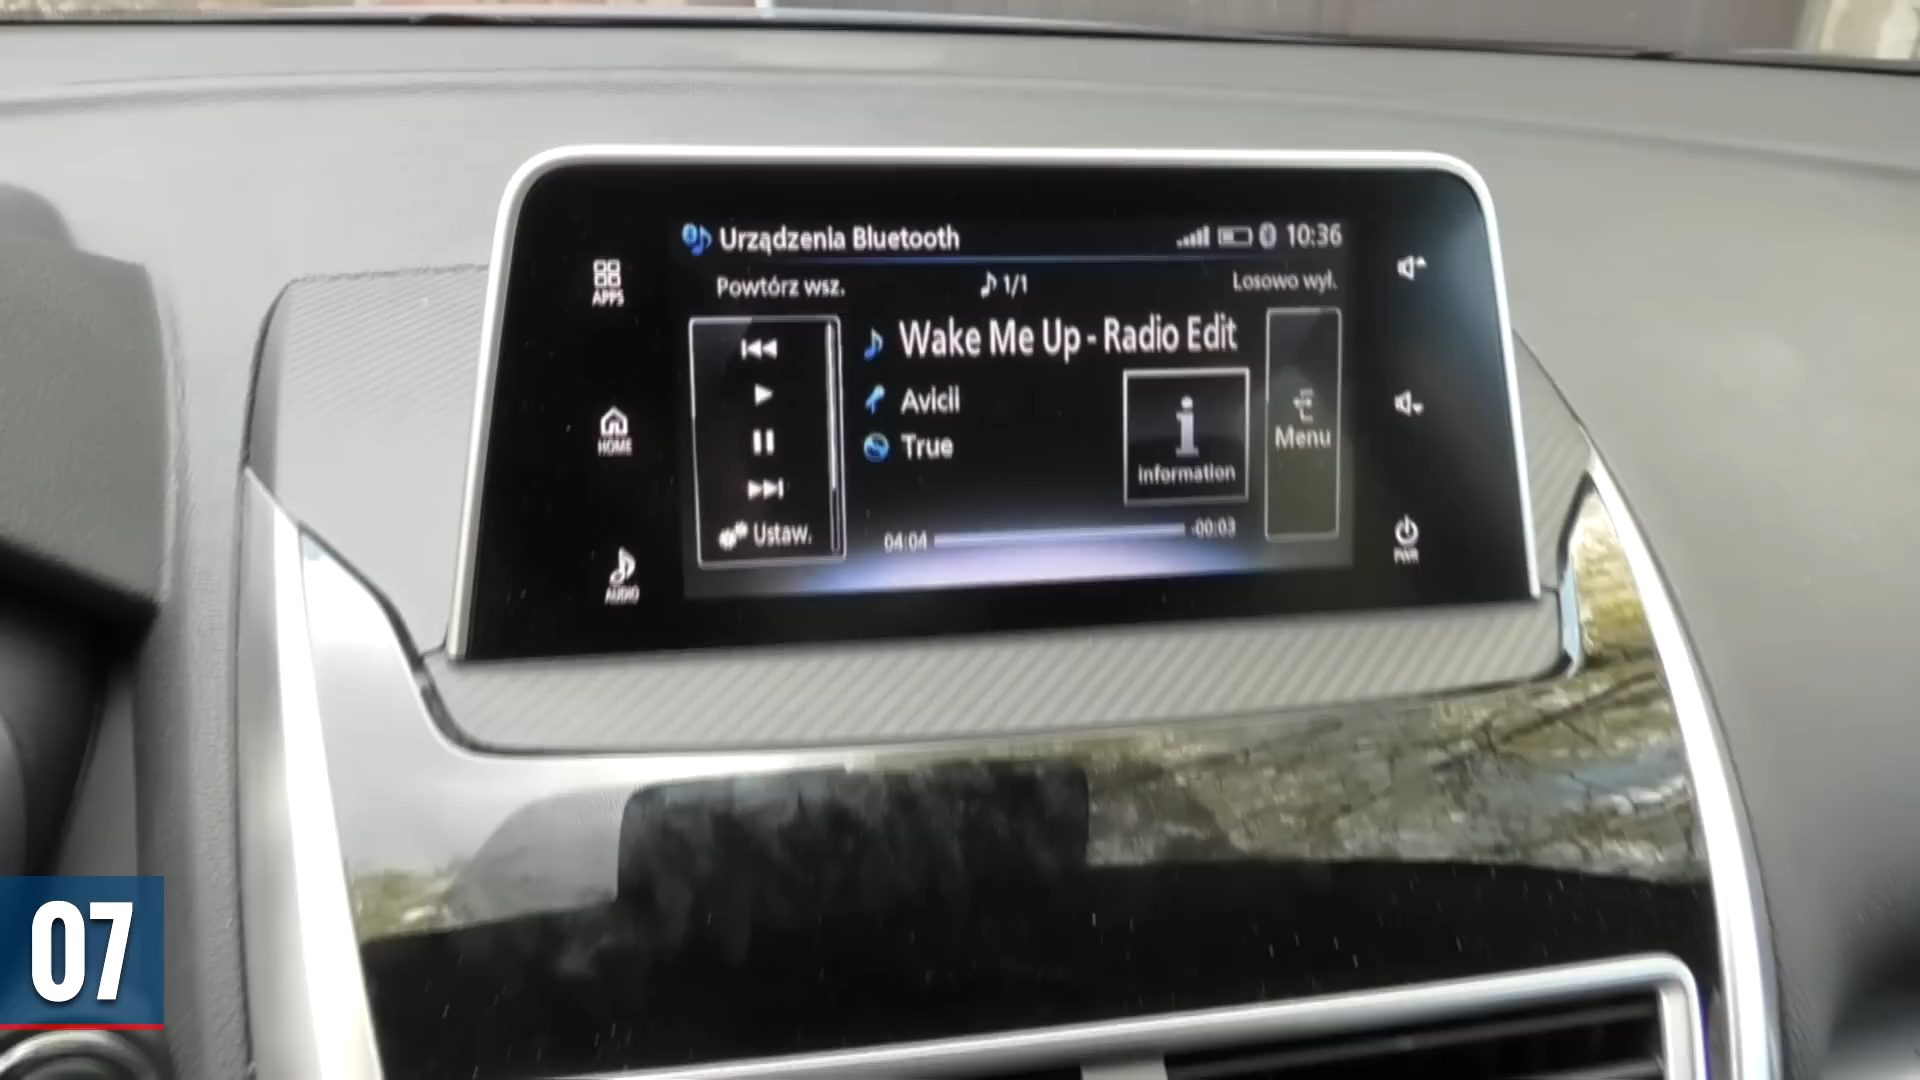 Urządzenia Bluetooth
10:36
APPS
Powtórz wsz.
1/1
Losowo wył.
Wake Me Up - Radio Edit
Avicii
True
HOME
Menu
Information
Ustaw.
04:04
-00:03
PWR
AUDIO
07